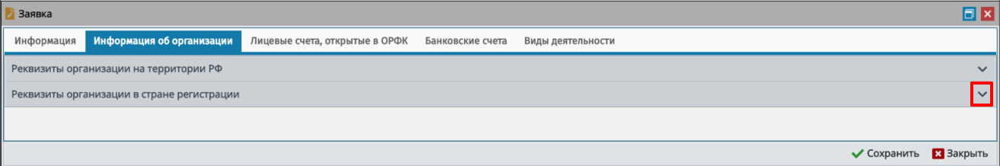 Заявка
Информация Информация об организации Лицевые счета, открытые в ОРФК Банковские счета Виды деятельности
Реквизиты организации на территории РФ
Реквизиты организации в стране регистрации
Сохранить Закрыть